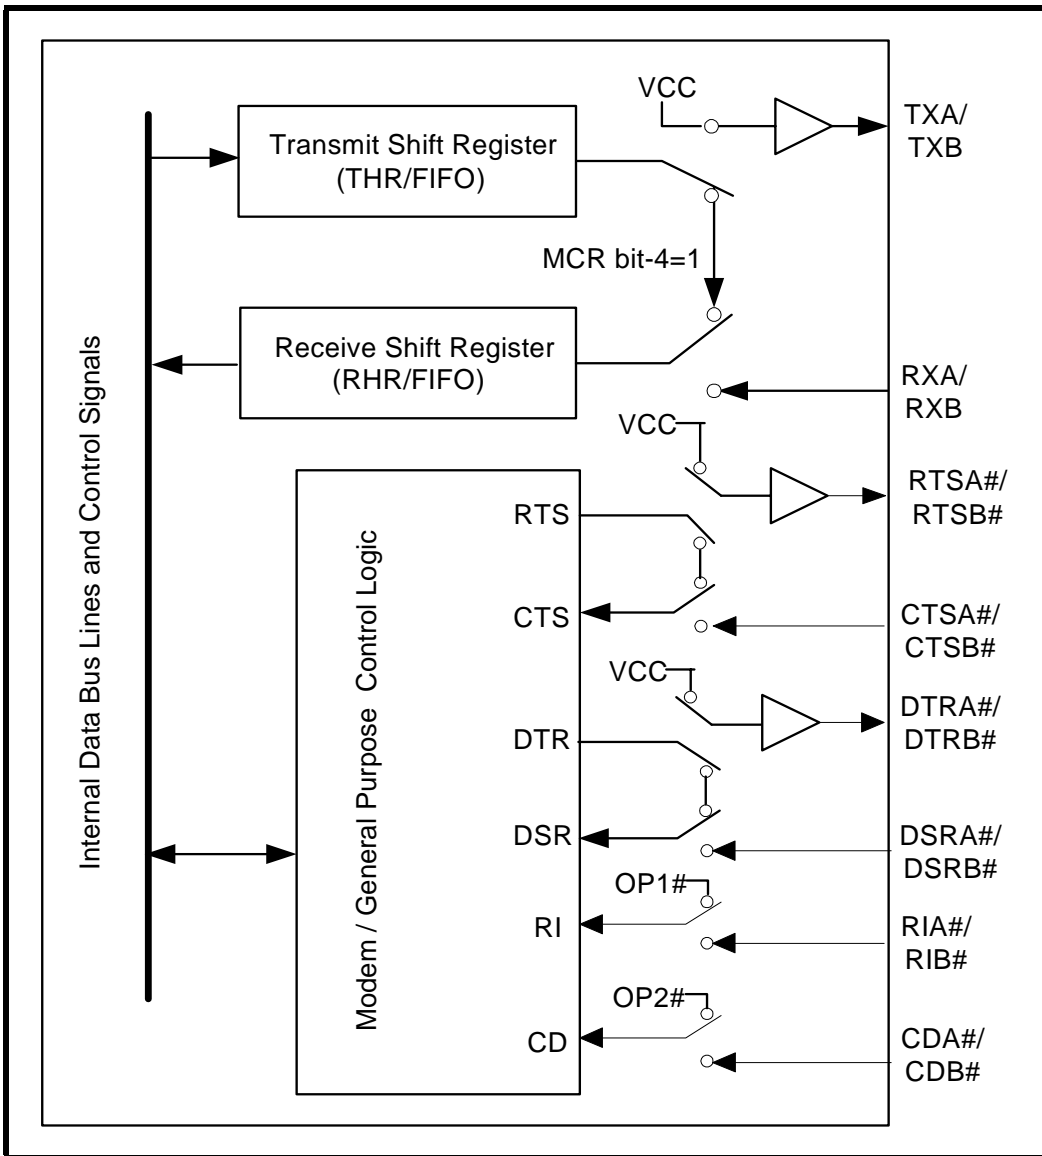 VCC
TXA/
TXB
Transmit Shift Register
(THR/FIFO)
MCR bit-4=1
Receive Shift Register
(RHR/FIFO)
RXA/
RXB
VCC
RTSA#/
RTSB#
RTS
CTS
CTSA#/
CTSB#
VCC
DTRA#/
DTRB#
DTR
DSR
DSRA#/
DSRB#
OP1#
RI
RIA#/
RIB#
OP2#
CD
CDA#/
CDB#
Internal Data Bus Lines and Control Signals
Modem / General Purpose Control Logic